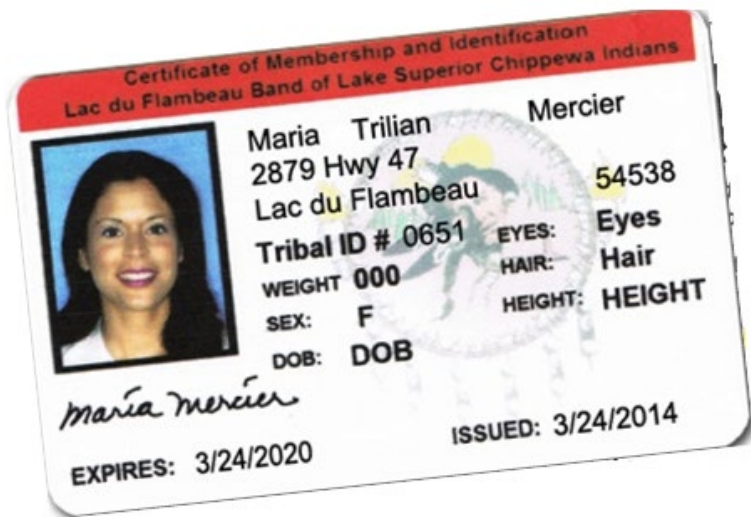 Certificate of Membership and Identification
Lac du Flambeau Band of Lake Superior Chippewa Indians
Maria Trilian Mercier
2879 Hwy 47
Lac du Flambeau 54538
Tribal ID # 0651 EYES: Eyes
WEIGHT 000 HAIR: Hair
SEX: F HEIGHT: HEIGHT
DOB: DOB
Maria Mercier
EXPIRES: 3/24/2020 ISSUED: 3/24/2014